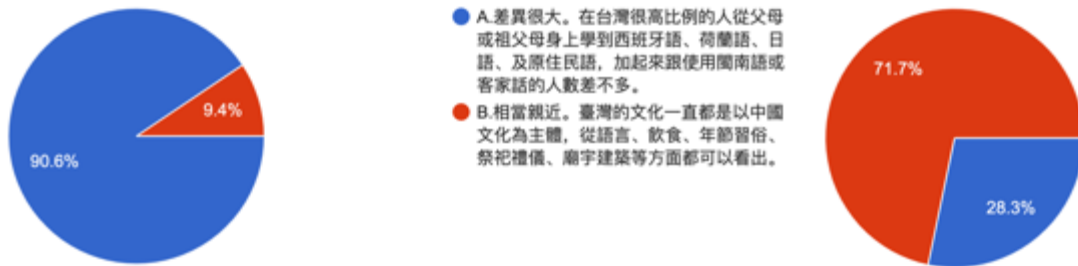 90.6%
9.4%
A.差異很大。在台灣很高比例的人從父母
或祖父母身上學到西班牙語、荷蘭語、日
語、及原住民語，加起來跟使用閩南語或
客家話的人數差不多。
B.相當親近。臺灣的文化一直都是以中國
文化為主體，從語言、飲食、年節習俗、
祭祀禮儀、廟宇建築等方面都可以看出。
71.7%
28.3%